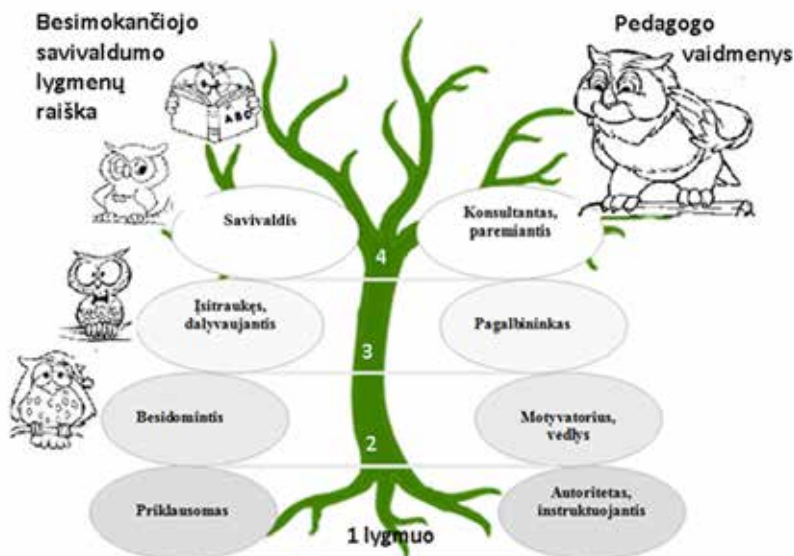 Besimokančiojo
savivaldumo
lygmenų
raiška
Pedagogo
vaidmenys
A B C
Savivaldis
Konsultantas,
paremiantis
4
Įsitraukęs,
dalyvaujantis
Pagalbininkas
3
Besidomintis
Motyvatorius,
vedlys
2
Priklausomas
Autoritetas,
instruktuojantis
1 lygmuo